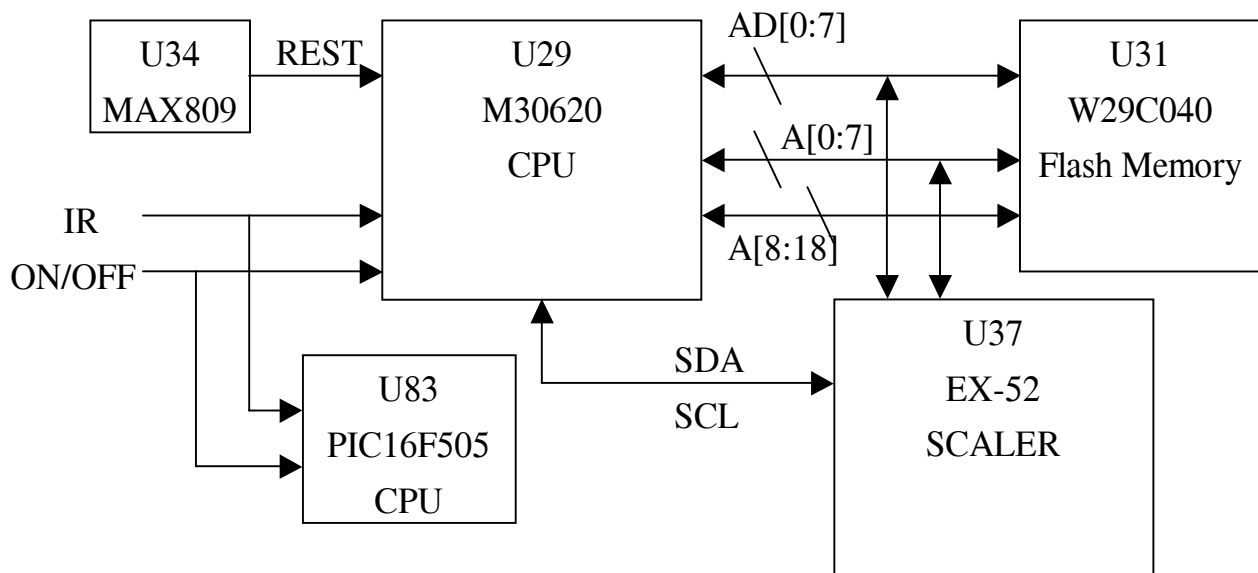 U34
MAX809
REST
U29
M30620
CPU
AD[0:7]
A[0:7]
A[8:18]
U31
W29C040
Flash Memory
IR
ON/OFF
U83
PIC16F505
CPU
SDA
SCL
U37
EX-52
SCALER